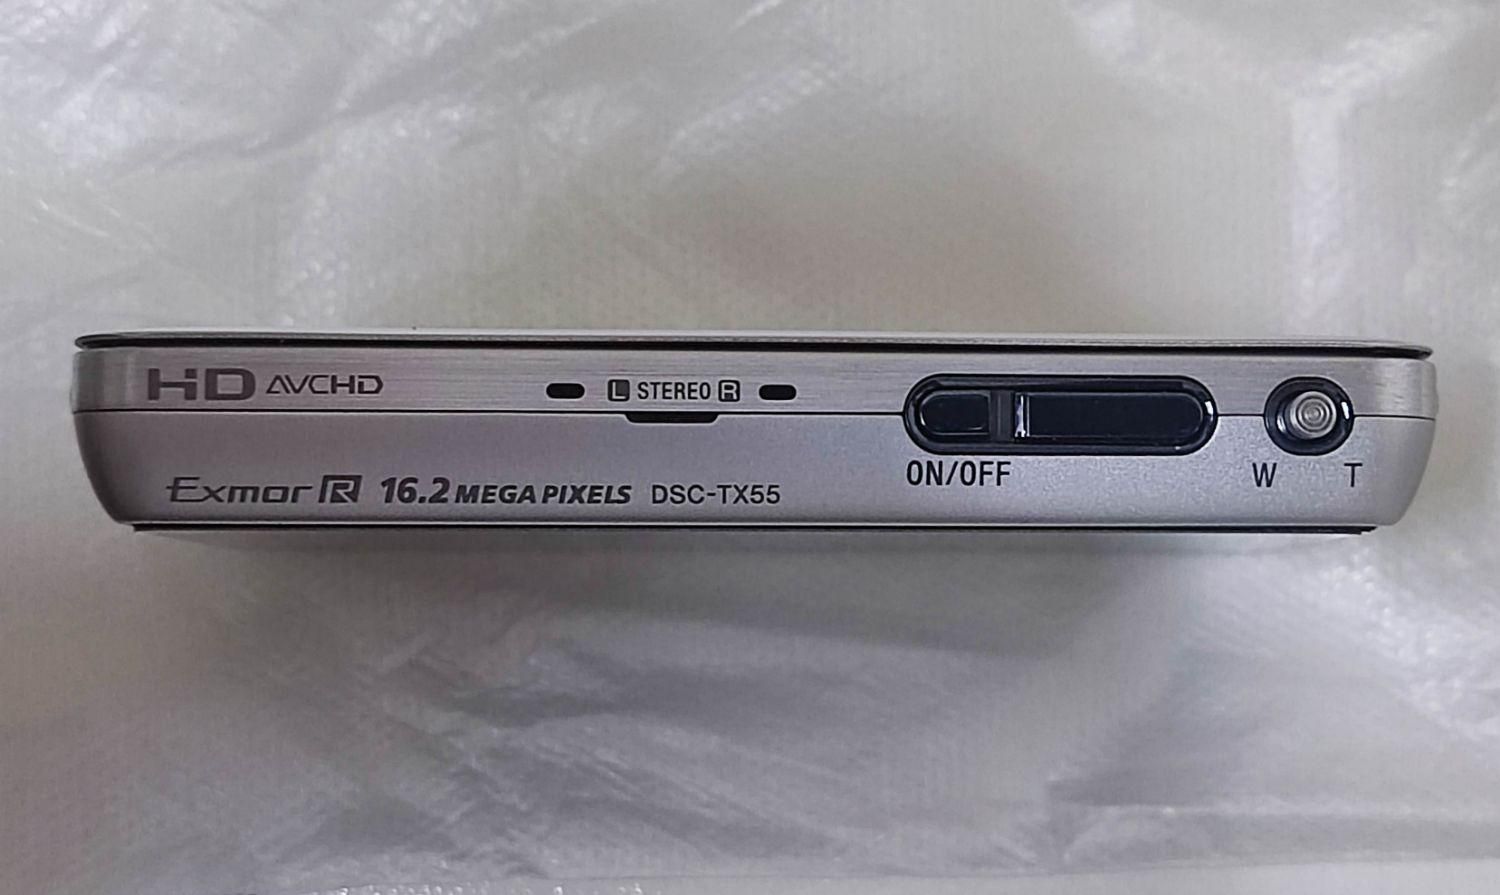 HD AVCHD
L STEREO R
ON/OFF
W T
Exmor R 16.2 MEGA PIXELS DSC-TX55